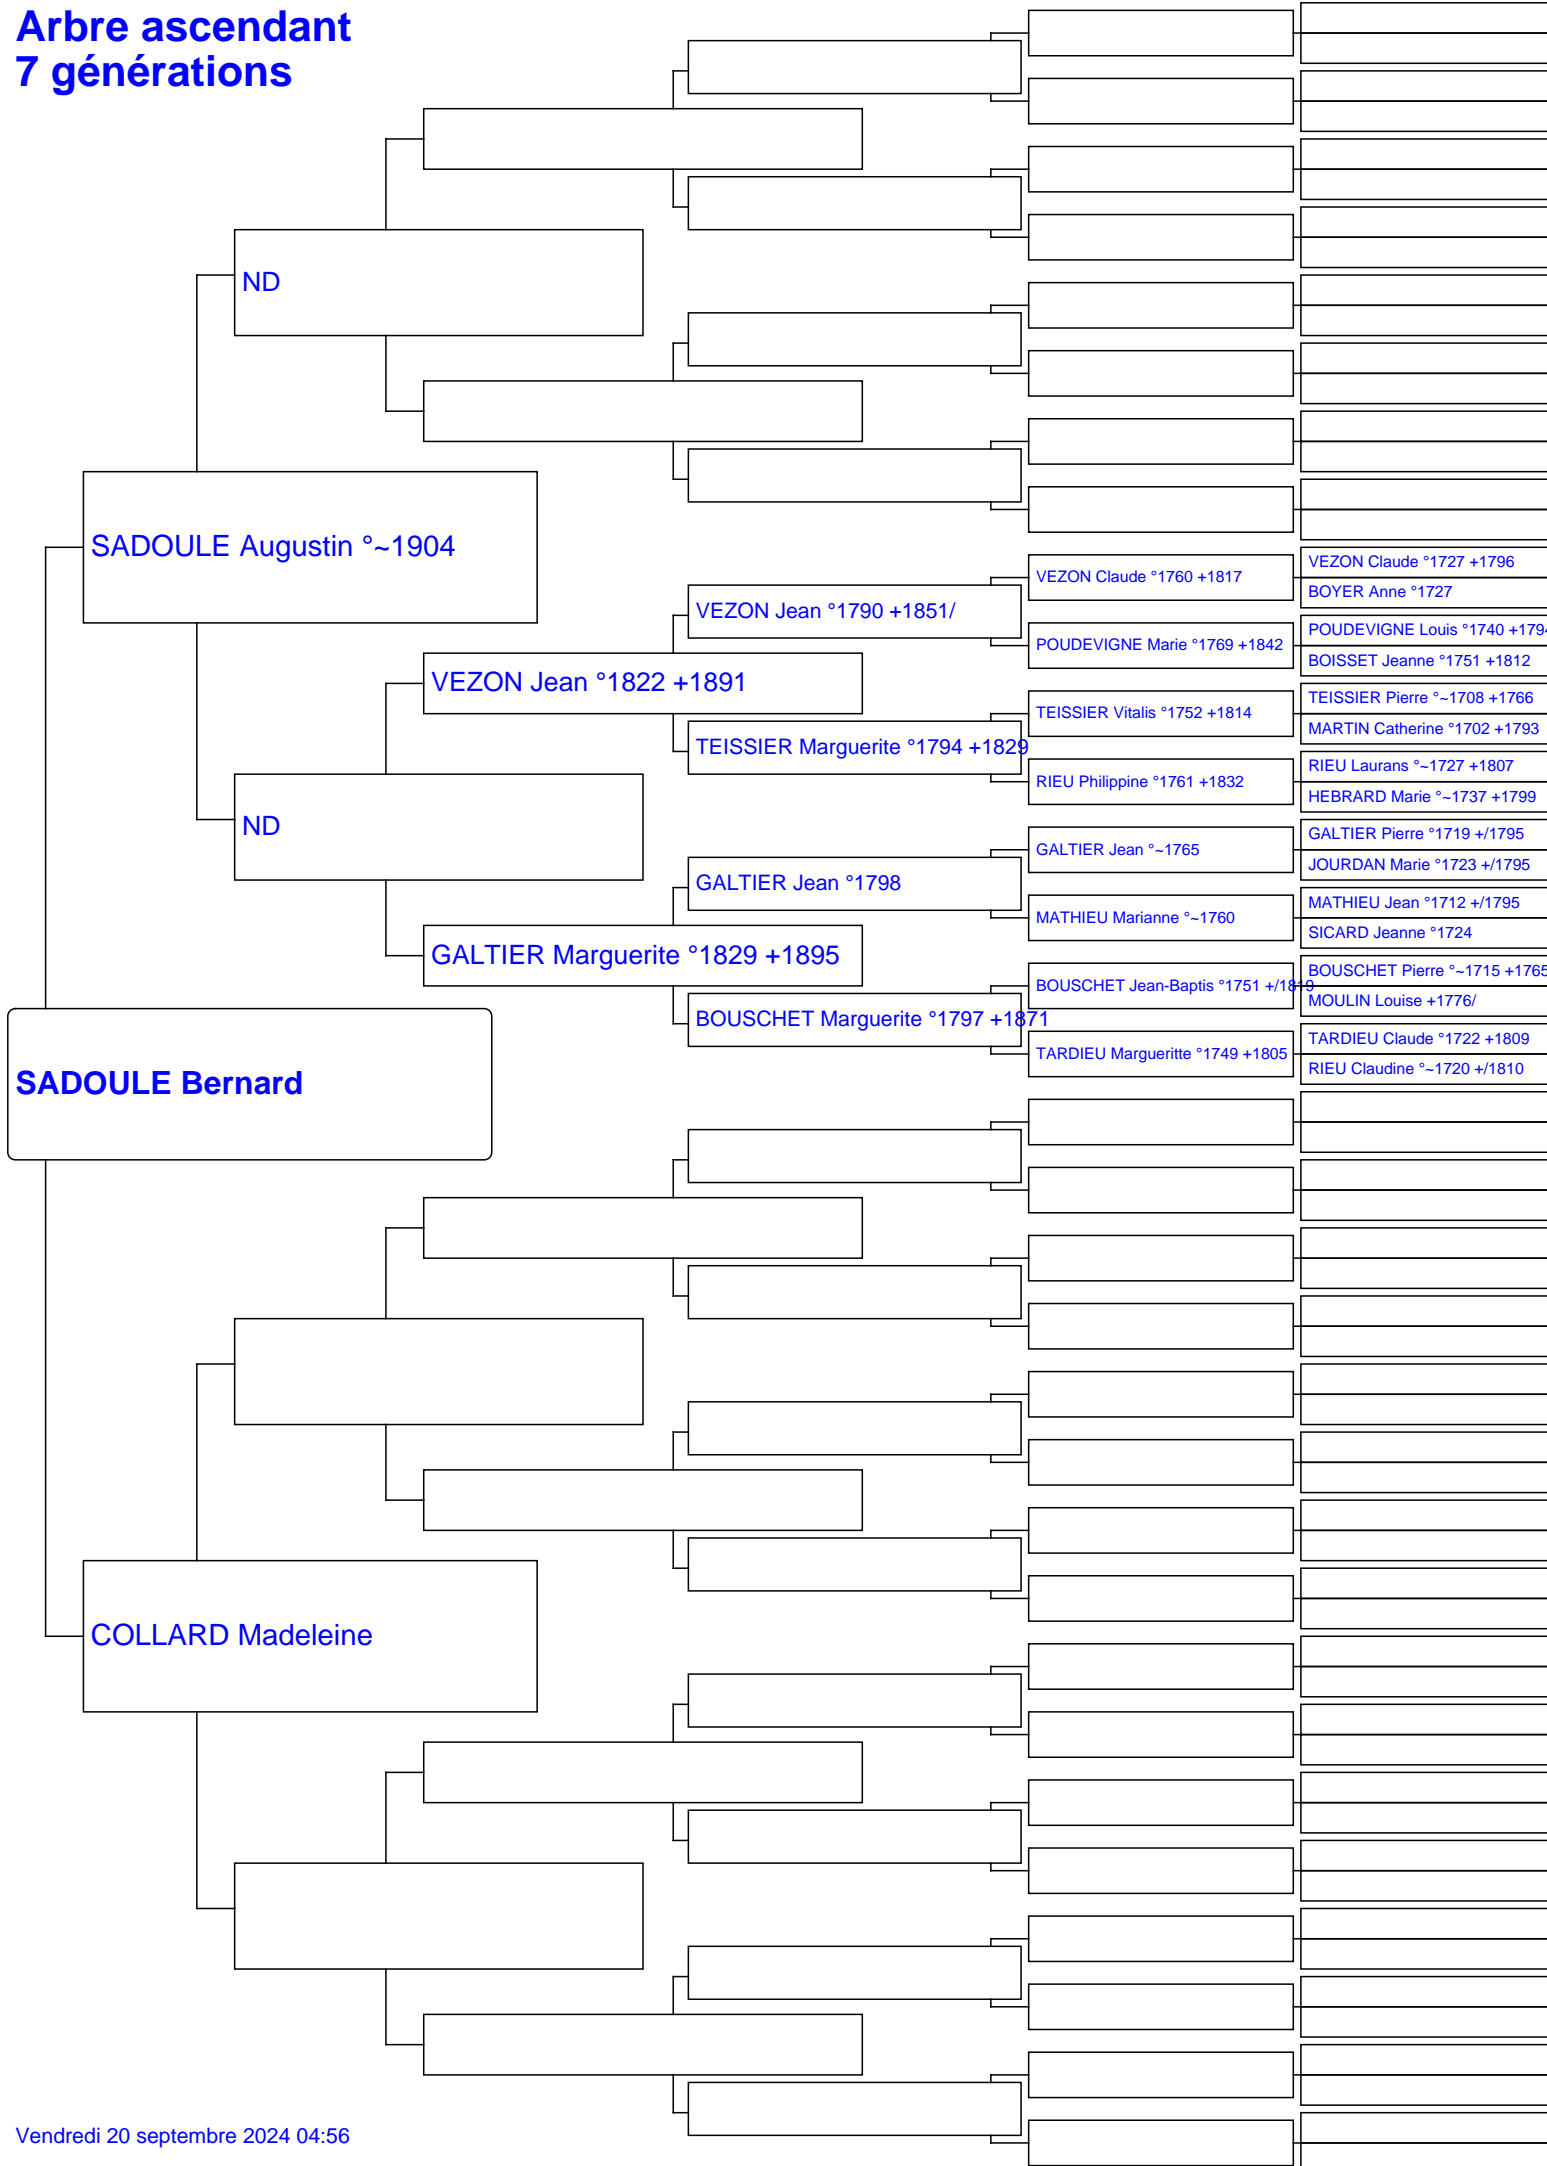 Arbre ascendant
7 générations
ND
SADOULE Augustin °~1904
VEZON Claude °1760 +1817
VEZON Claude °1727 +1796
BOYER Anne °1727
VEZON Jean °1790 +1851/
POUDEVIGNE Marie °1769 +1842
POUDEVIGNE Louis °1740 +1794
BOISSET Jeanne °1751 +1812
VEZON Jean °1822 +1891
TEISSIER Vitalis °1752 +1814
TEISSIER Pierre °~1708 +1766
MARTIN Catherine °1702 +1793
TEISSIER Marguerite °1794 +1829
RIEU Philippine °1761 +1832
RIEU Laurans °~1727 +1807
HEBRARD Marie °~1737 +1799
ND
GALTIER Jean °~1765
GALTIER Pierre °1719 +/1795
JOURDAN Marie °1723 +/1795
GALTIER Jean °1798
MATHIEU Marianne °~1760
MATHIEU Jean °1712 +/1795
SICARD Jeanne °1724
GALTIER Marguerite °1829 +1895
BOUSCHET Jean-Baptis °1751 +/1819
BOUSCHET Pierre °~1715 +1765
MOULIN Louise +1776/
BOUSCHET Marguerite °1797 +1871
TARDIEU Margueritte °1749 +1805
TARDIEU Claude °1722 +1809
RIEU Claudine °~1720 +/1810
SADOULE Bernard
COLLARD Madeleine
Vendredi 20 septembre 2024 04:56